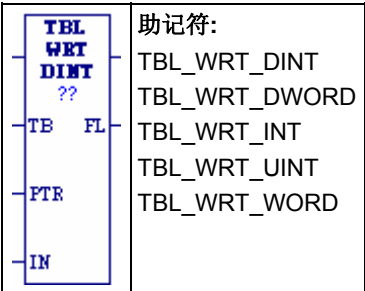 TBL
WRT
DINT
??
TB FL
PTR
IN
助记符:
TBL_WRT_DINT
TBL_WRT_DWORD
TBL_WRT_INT
TBL_WRT_UINT
TBL_WRT_WORD